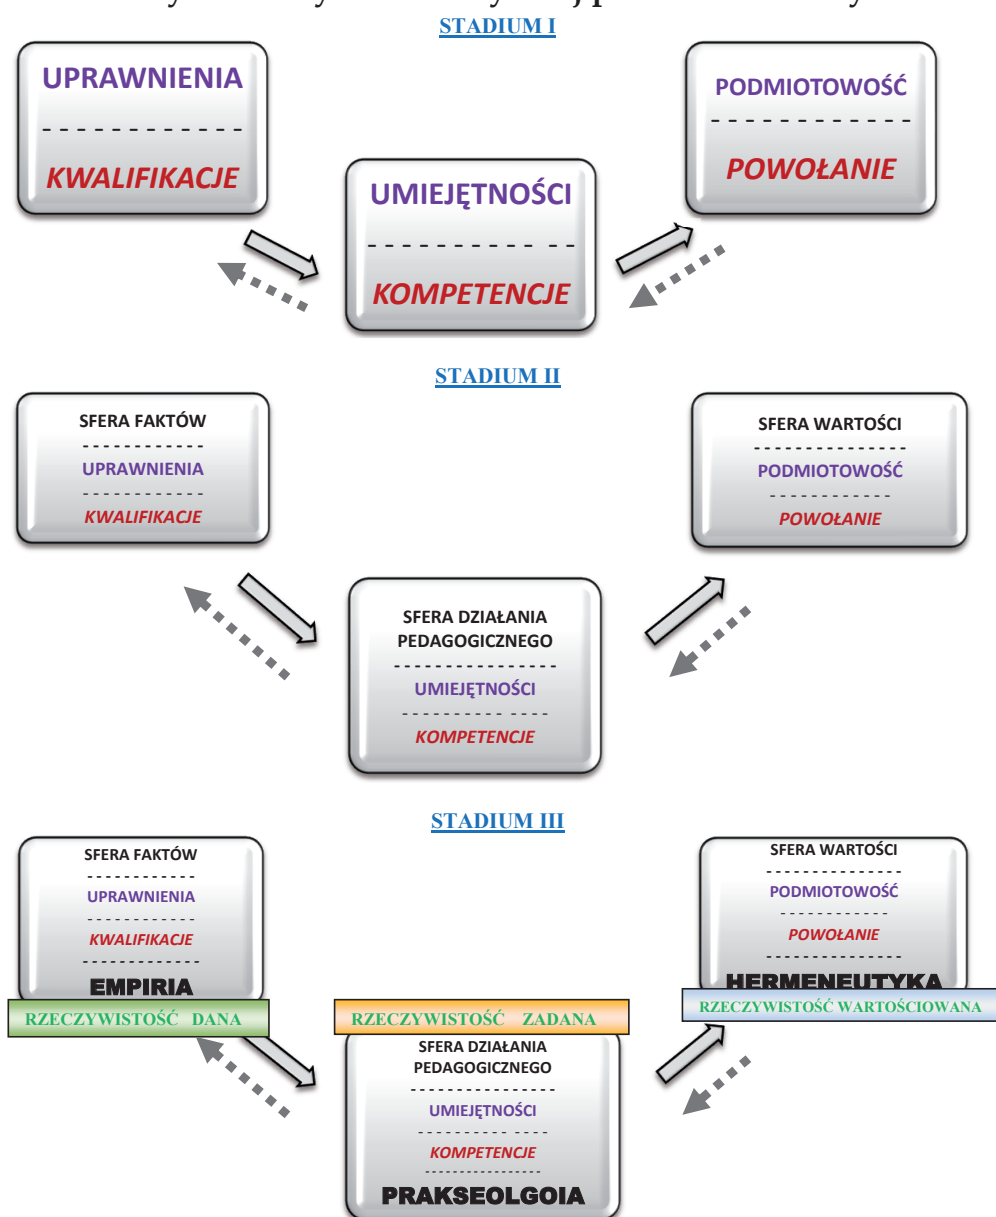 STADIUM I
UPRAWNIENIA
- - - - - - - - - - - - -
KWALIFIKACJE
UMIEJĘTNOŚCI
- - - - - - - - - - - -
KOMPETENCJE
PODMIOTOWOŚĆ
- - - - - - - - - - - -
POWOŁANIE
STADIUM II
SFERA FAKTÓW
- - - - - - - - - - - -
UPRAWNIENIA
- - - - - - - - - - - -
KWALIFIKACJE
SFERA DZIAŁANIA
PEDAGOGICZNEGO
- - - - - - - - - - - - - - - -
UMIEJĘTNOŚCI
- - - - - - - - - - - - - -
KOMPETENCJE
SFERA WARTOŚCI
- - - - - - - - - - - - - - -
PODMIOTOWOŚĆ
- - - - - - - - - - - -
POWOŁANIE
STADIUM III
SFERA FAKTÓW
- - - - - - - - - - - -
UPRAWNIENIA
- - - - - - - - - - - -
KWALIFIKACJE
- - - - - - - - - - - - -
EMPIRIA
RZECZYWISTOŚĆ DANA
RZECZYWISTOŚĆ ZADANA
SFERA DZIAŁANIA
PEDAGOGICZNEGO
- - - - - - - - - - - - - - - -
UMIEJĘTNOŚCI
- - - - - - - - - - - - - -
KOMPETENCJE
- - - - - - - - - - - - - - - -
PRAKSEOLGOIA
SFERA WARTOŚCI
- - - - - - - - - - - - - - -
PODMIOTOWOŚĆ
- - - - - - - - - - - -
POWOŁANIE
- - - - - - - - - - - - - - -
HERMENEUTYKA
RZECZYWISTOŚĆ WARTOŚCIOWANA